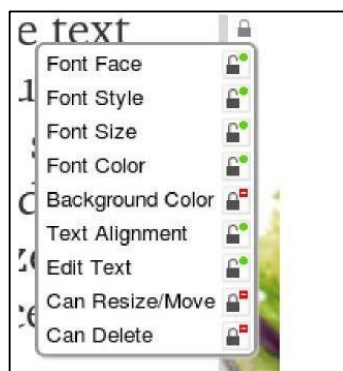 e text
Font Face
Font Style
Font Size
Font Color
Background Color
Text Alignment
Edit Text
Can Resize/Move
Can Delete